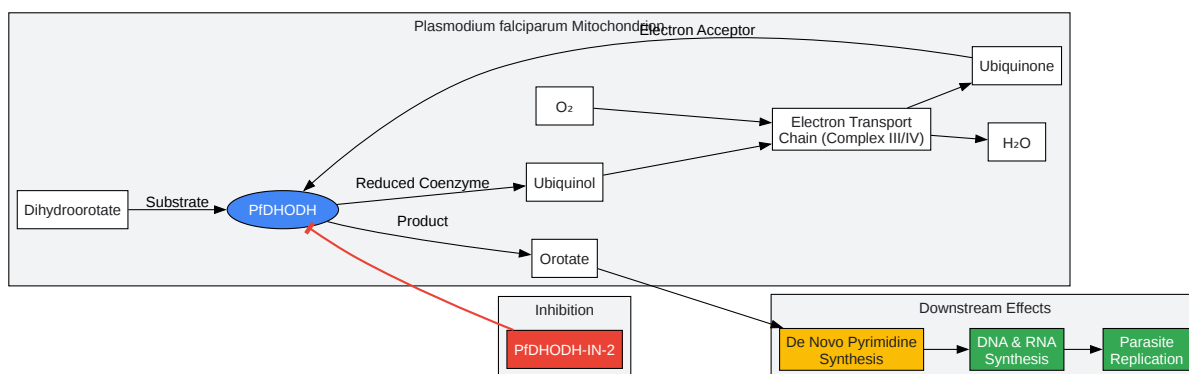 Plasmodium falciparum Mitochondrion
Electron Acceptor
Ubiquinone
O₂
Electron Transport
Chain (Complex III/IV)
H₂O
Reduced Coenzyme
Ubiquinol
Dihydroorotate
Substrate
PfDHODH
Product
Orotate
Inhibition
PfDHODH-IN-2
Downstream Effects
De Novo Pyrimidine
Synthesis
DNA & RNA
Synthesis
Parasite
Replication